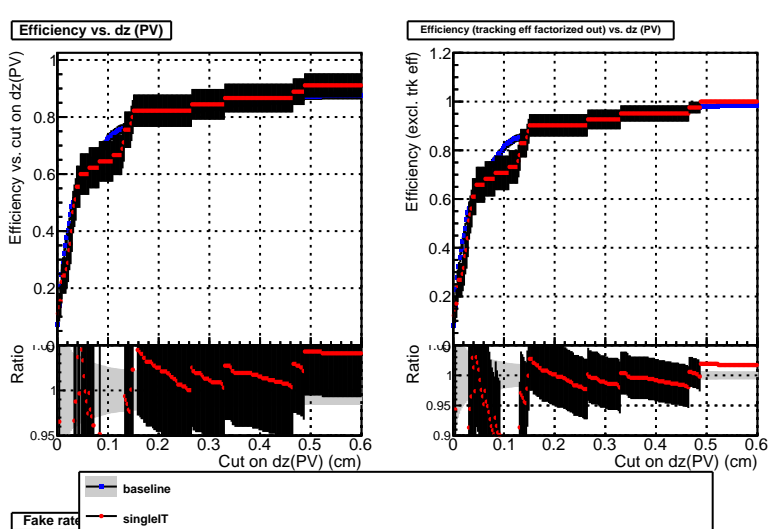 Efficiency vs. dz (PV)
Efficiency vs. cut on dz(PV)
1
0.8
0.6
0.4
0.2
Ratio
1
0.95
0 0.1 0.2 0.3 0.4 0.5 0.6
Cut on dz(PV) (cm)
Efficiency (tracking eff factorized out) vs. dz (PV)
Efficiency (excl. trk eff)
1.2
1
0.8
0.6
0.4
0.2
Ratio
1
0.95
0.9
0 0.1 0.2 0.3 0.4 0.5 0.6
Cut on dz(PV) (cm)
baseline
singleIT
Fake rate